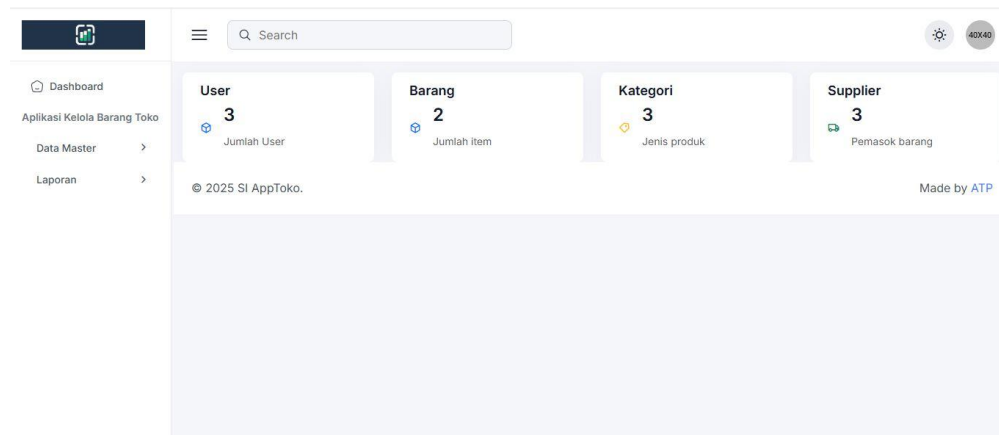 Search
40X40
Dashboard
Aplikasi Kelola Barang Toko
Data Master
Laporan
User
3
Jumlah User
Barang
2
Jumlah item
Kategori
3
Jenis produk
Supplier
3
Pemasok barang
© 2025 SI AppToko.
Made by ATP